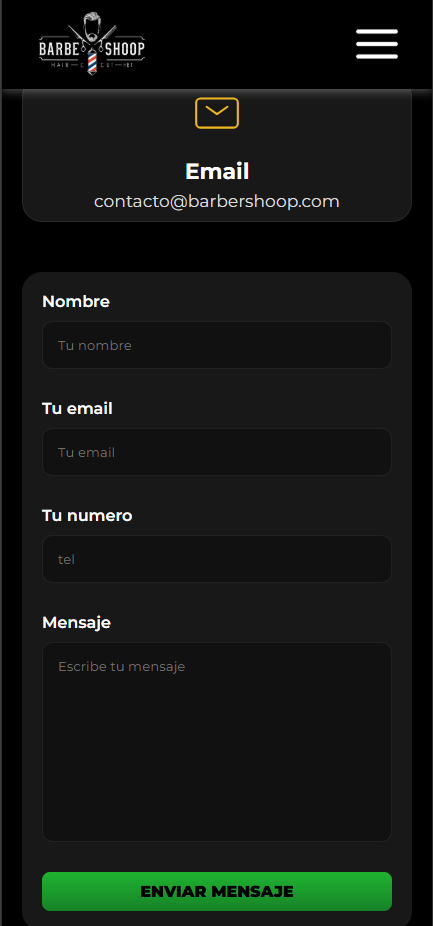 BARBE SHOOP
Email
contacto@barbershoop.com
Nombre
Tu nombre
Tu email
Tu email
Tu numero
tel
Mensaje
Escribe tu mensaje
ENVIAR MENSAJE